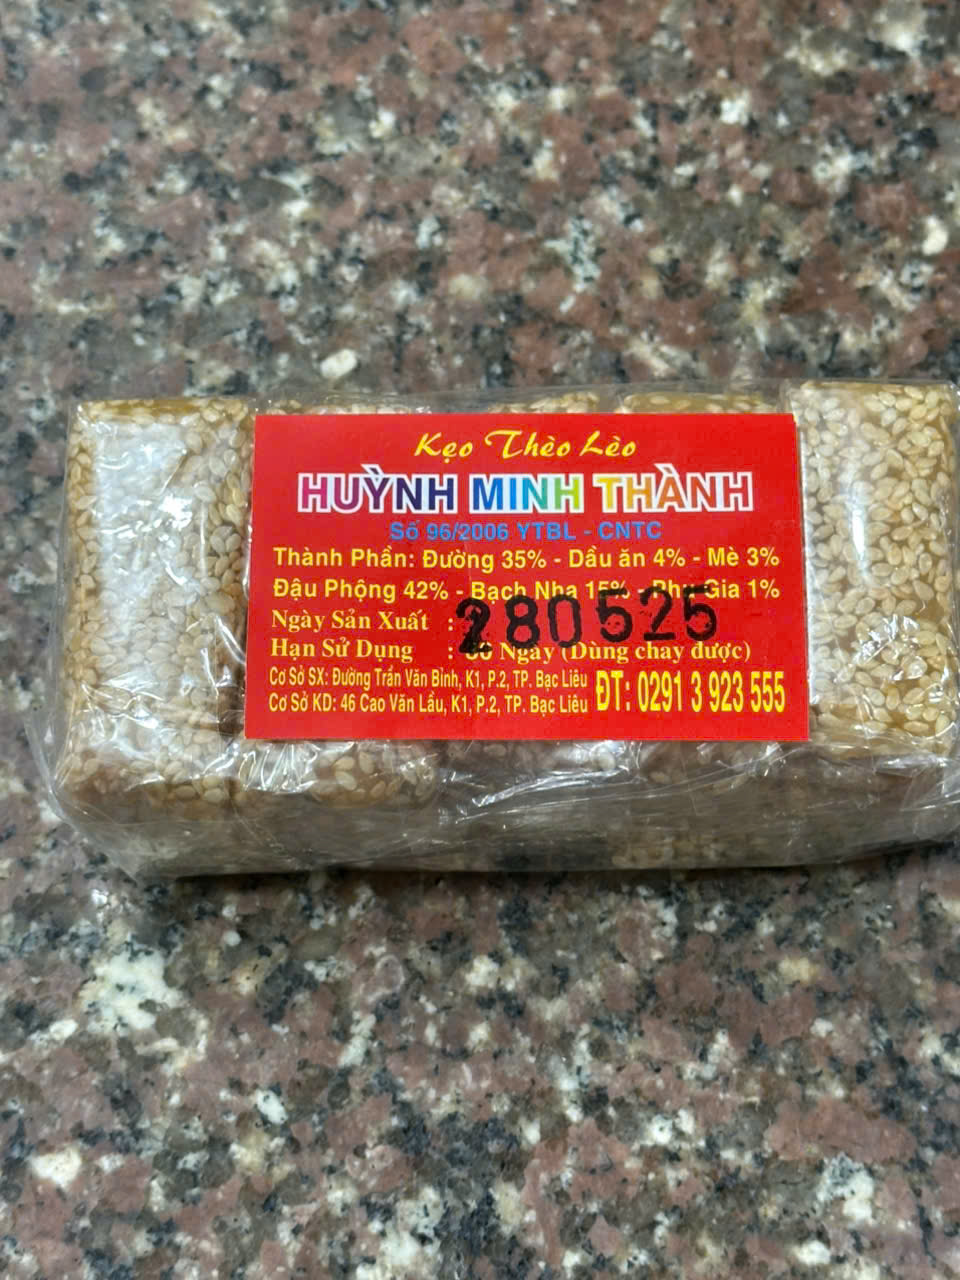 Kẹo Thèo Lèo
HUỲNH MINH THÀNH
Số 96/2006 YTBL - CNTC
Thành Phần: Đường 35% - Dầu ăn 4% - Mè 3%
Đậu Phộng 42% - Bạch Nha 15% - Phụ Gia 1%
Ngày Sản Xuất : 280525
Hạn Sử Dụng : Ngày (Dùng chay được)
Cơ Sở SX: Đường Trần Văn Bỉnh, K1, P.2, TP. Bạc Liêu
Cơ Sở KD: 46 Cao Văn Lầu, K1, P.2, TP. Bạc Liêu
ĐT: 0291 3 923 555